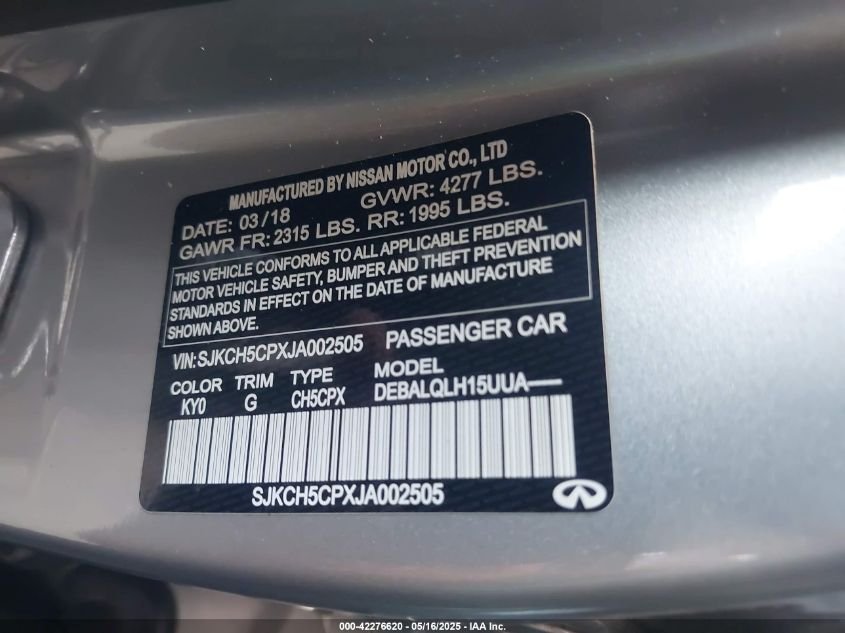 MANUFACTURED BY NISSAN MOTOR CO., LTD
DATE: 03/18 GVWR: 4277 LBS.
GAWR FR: 2315 LBS. RR: 1995 LBS.
THIS VEHICLE CONFORMS TO ALL APPLICABLE FEDERAL
MOTOR VEHICLE SAFETY, BUMPER AND THEFT PREVENTION
STANDARDS IN EFFECT ON THE DATE OF MANUFACTURE
SHOWN ABOVE.
VIN: SJKCH5CPXJA002505 PASSENGER CAR
COLOR TRIM TYPE MODEL
KY0 G CH5CPX DEBALQLH15UUA——
SJKCH5CPXJA002505
000-42276620 - 05/16/2025 - IAA Inc.